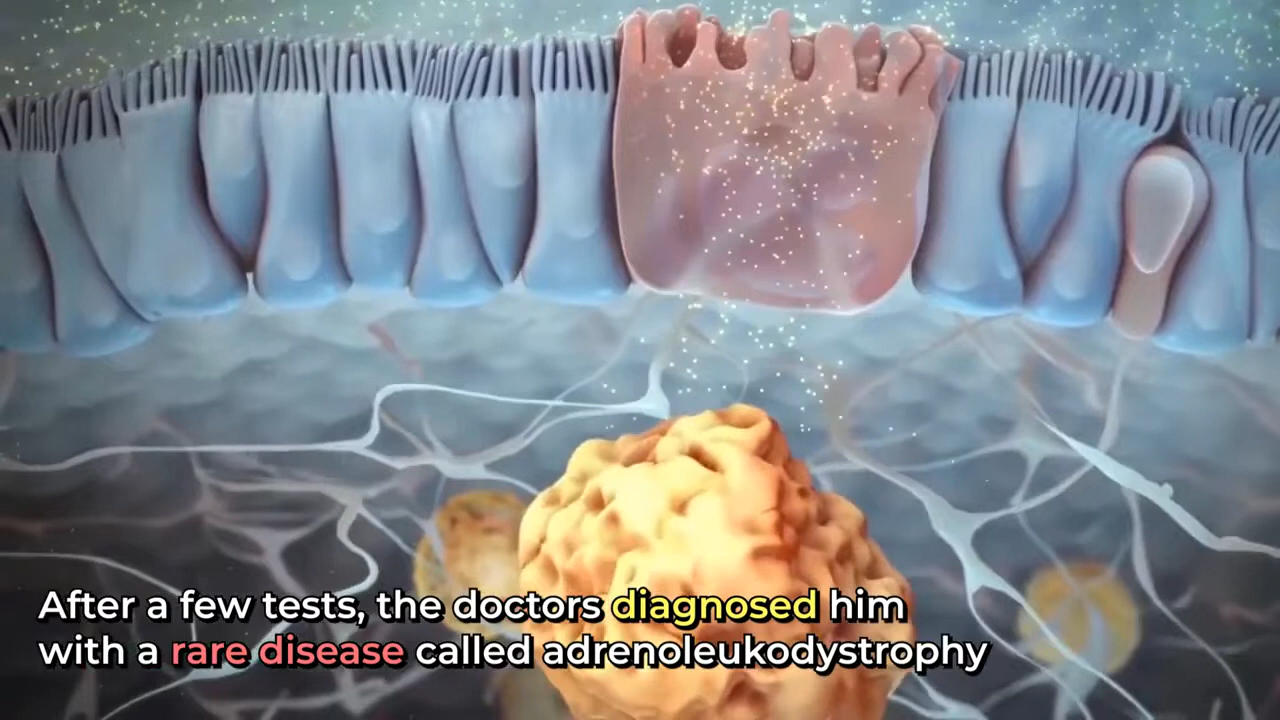 After a few tests, the doctors diagnosed him
with a rare disease called adrenoleukodystrophy